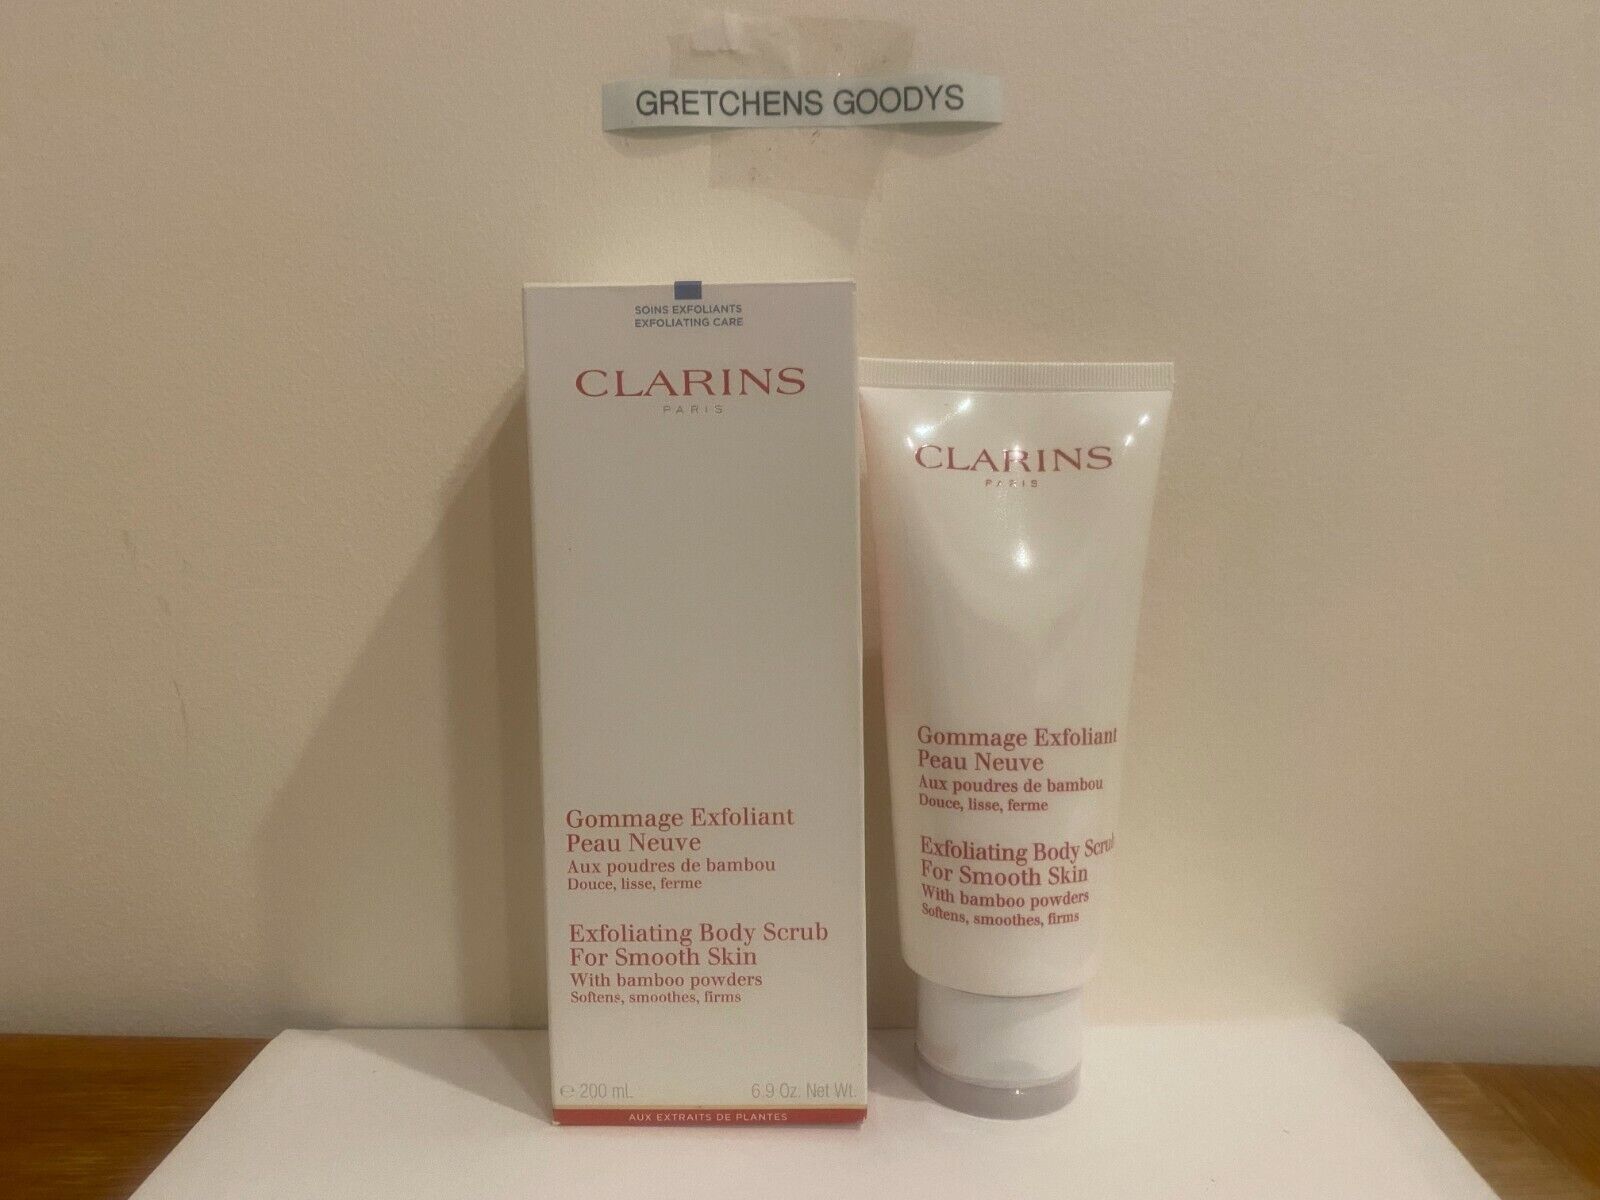 GRETCHENS GOODYS
SOINS EXFOLIANTS
EXFOLIATING CARE
CLARINS
PARIS
Gommage Exfoliant
Peau Neuve
Aux poudres de bambou
Douce, lisse, ferme
Exfoliating Body Scrub
For Smooth Skin
With bamboo powders
Softens, smoothes, firms
℮ 200 mL
6.9 Oz. Net Wt.
AUX EXTRAITS DE PLANTES
CLARINS
PARIS
Gommage Exfoliant
Peau Neuve
Aux poudres de bambou
Douce, lisse, ferme
Exfoliating Body Scrub
For Smooth Skin
With bamboo powders
Softens, smoothes, firms